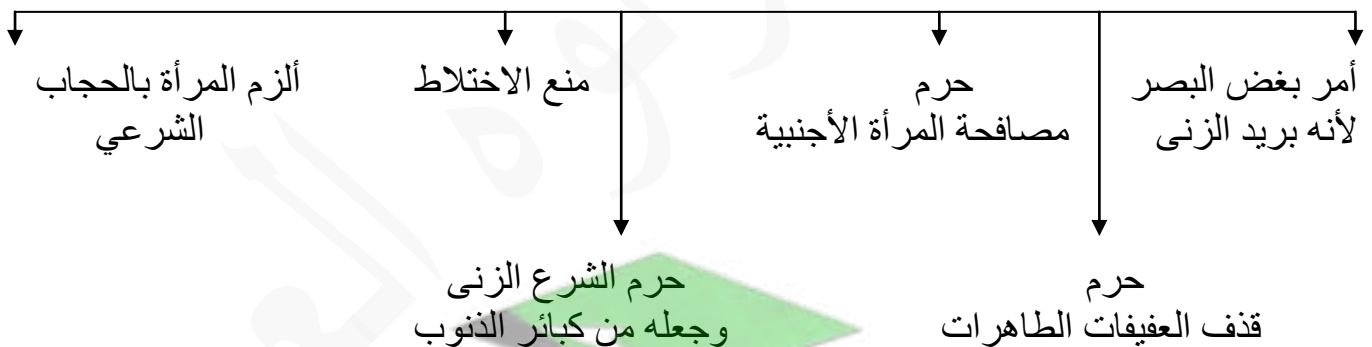 أمر بغض البصر
لأنه بريد الزنى
حرم
مصافحة المرأة الأجنبية
منع الاختلاط
ألزم المرأة بالحجاب
الشرعي
حرم
قذف العفيفات الطاهرات
حرم الشرع الزنى
وجعله من كبائر الذنوب